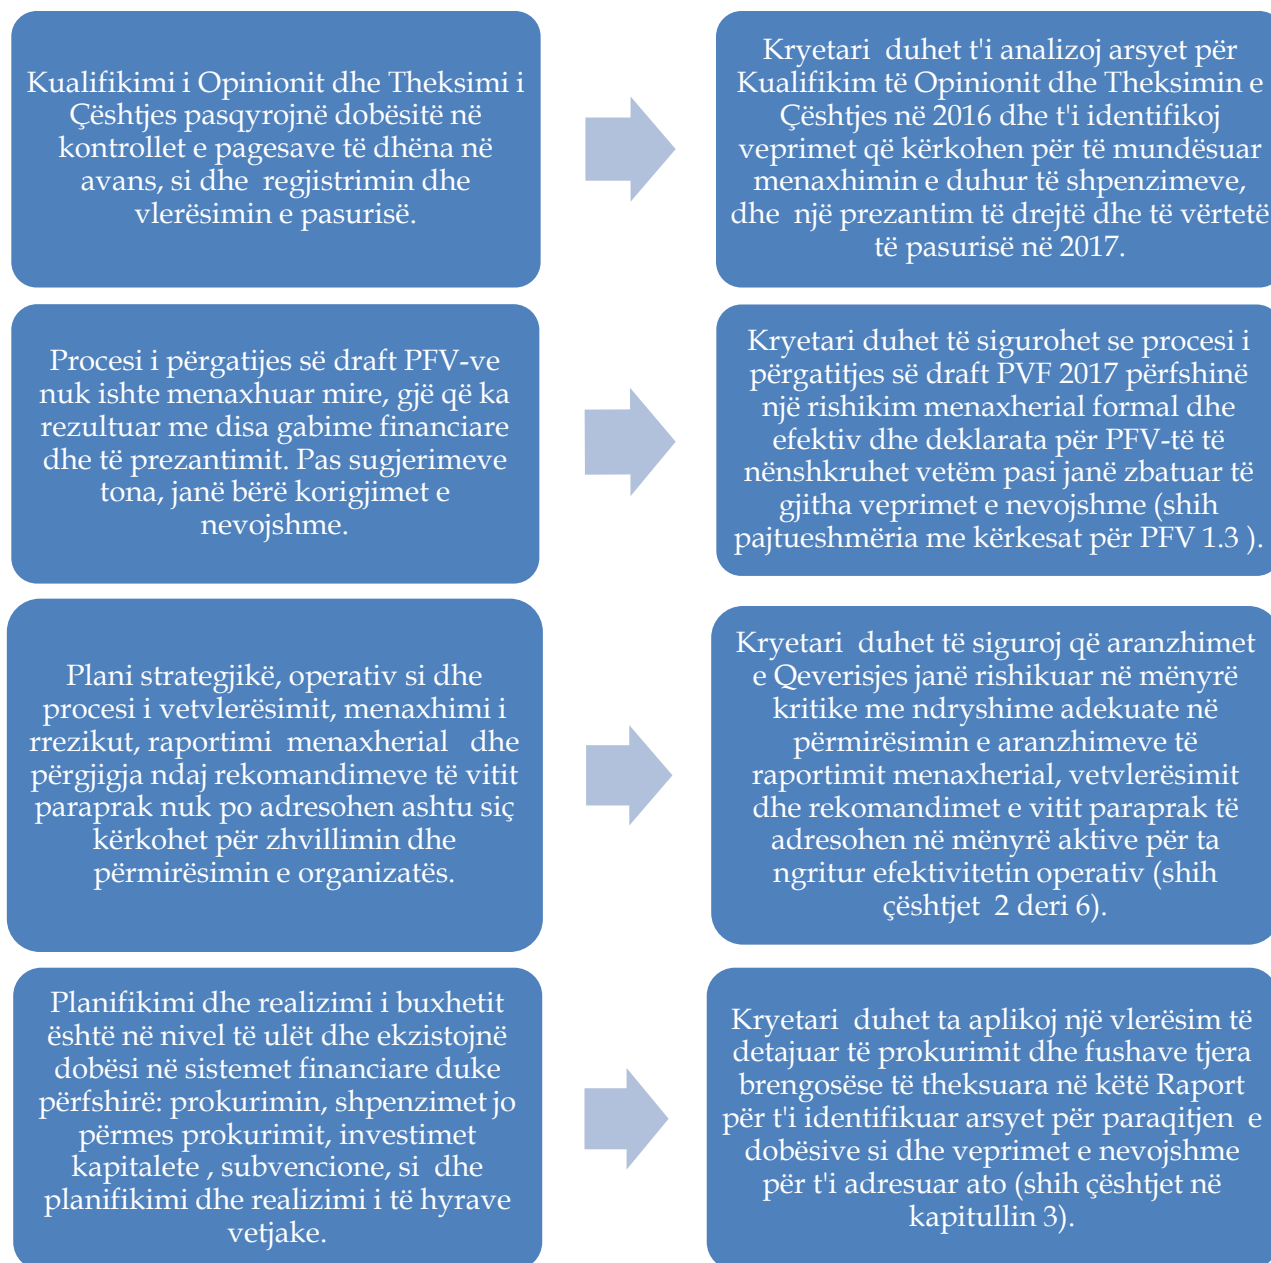 Kualifikimi i Opinionit dhe Theksimi i
Çështjes pasqyrojnë dobësitë në
kontrollet e pagesave të dhëna në
avans, si dhe regjistrimin dhe
vlerësimin e pasurisë.
Kryetari duhet t'i analizoj arsyet për
Kualifikim të Opinionit dhe Theksimin e
Çështjes në 2016 dhe t'i identifikoj
veprimet që kërkohen për të mundësuar
menaxhimin e duhur të shpenzimeve,
dhe një prezantim të drejtë dhe të vërtetë
të pasurisë në 2017.
Procesi i përgatijes së draft PFV-ve
nuk ishte menaxhuar mire, gjë që ka
rezultuar me disa gabime financiare
dhe të prezantimit. Pas sugjerimeve
tona, janë bërë korigjimet e
nevojshme.
Kryetari duhet të sigurohet se procesi i
përgatitjes së draft PVF 2017 përfshinë
një rishikim menaxherial formal dhe
efektiv dhe deklarata për PFV-të të
nënshkruhet vetëm pasi janë zbatuar të
gjitha veprimet e nevojshme (shih
pajtueshmëria me kërkesat për PFV 1.3 ).
Plani strategjikë, operativ si dhe
procesi i vetvlerësimit, menaxhimi i
rrezikut, raportimi menaxherial dhe
përgjigja ndaj rekomandimeve të vitit
paraprak nuk po adresohen ashtu siç
kërkohet për zhvillimin dhe
përmirësimin e organizatës.
Kryetari duhet të siguroj që aranzhimet
e Qeverisjes janë rishikuar në mënyrë
kritike me ndryshime adekuate në
përmirësimin e aranzhimeve të
raportimit menaxherial, vetvlerësimit
dhe rekomandimet e vitit paraprak të
adresohen në mënyrë aktive për ta
ngritur efektivitetin operativ (shih
çështjet 2 deri 6).
Planifikimi dhe realizimi i buxhetit
është në nivel të ulët dhe ekzistojnë
dobësi në sistemet financiare duke
përfshirë: prokurimin, shpenzimet jo
përmes prokurimit, investimet
kapitalete , subvencione, si dhe
planifikimi dhe realizimi i të hyrave
vetjake.
Kryetari duhet ta aplikoj një vlerësim të
detajuar të prokurimit dhe fushave tjera
brengosëse të theksuara në këtë Raport
për t'i identifikuar arsyet për paraqitjen e
dobësive si dhe veprimet e nevojshme
për t'i adresuar ato (shih çështjet në
kapitullin 3).